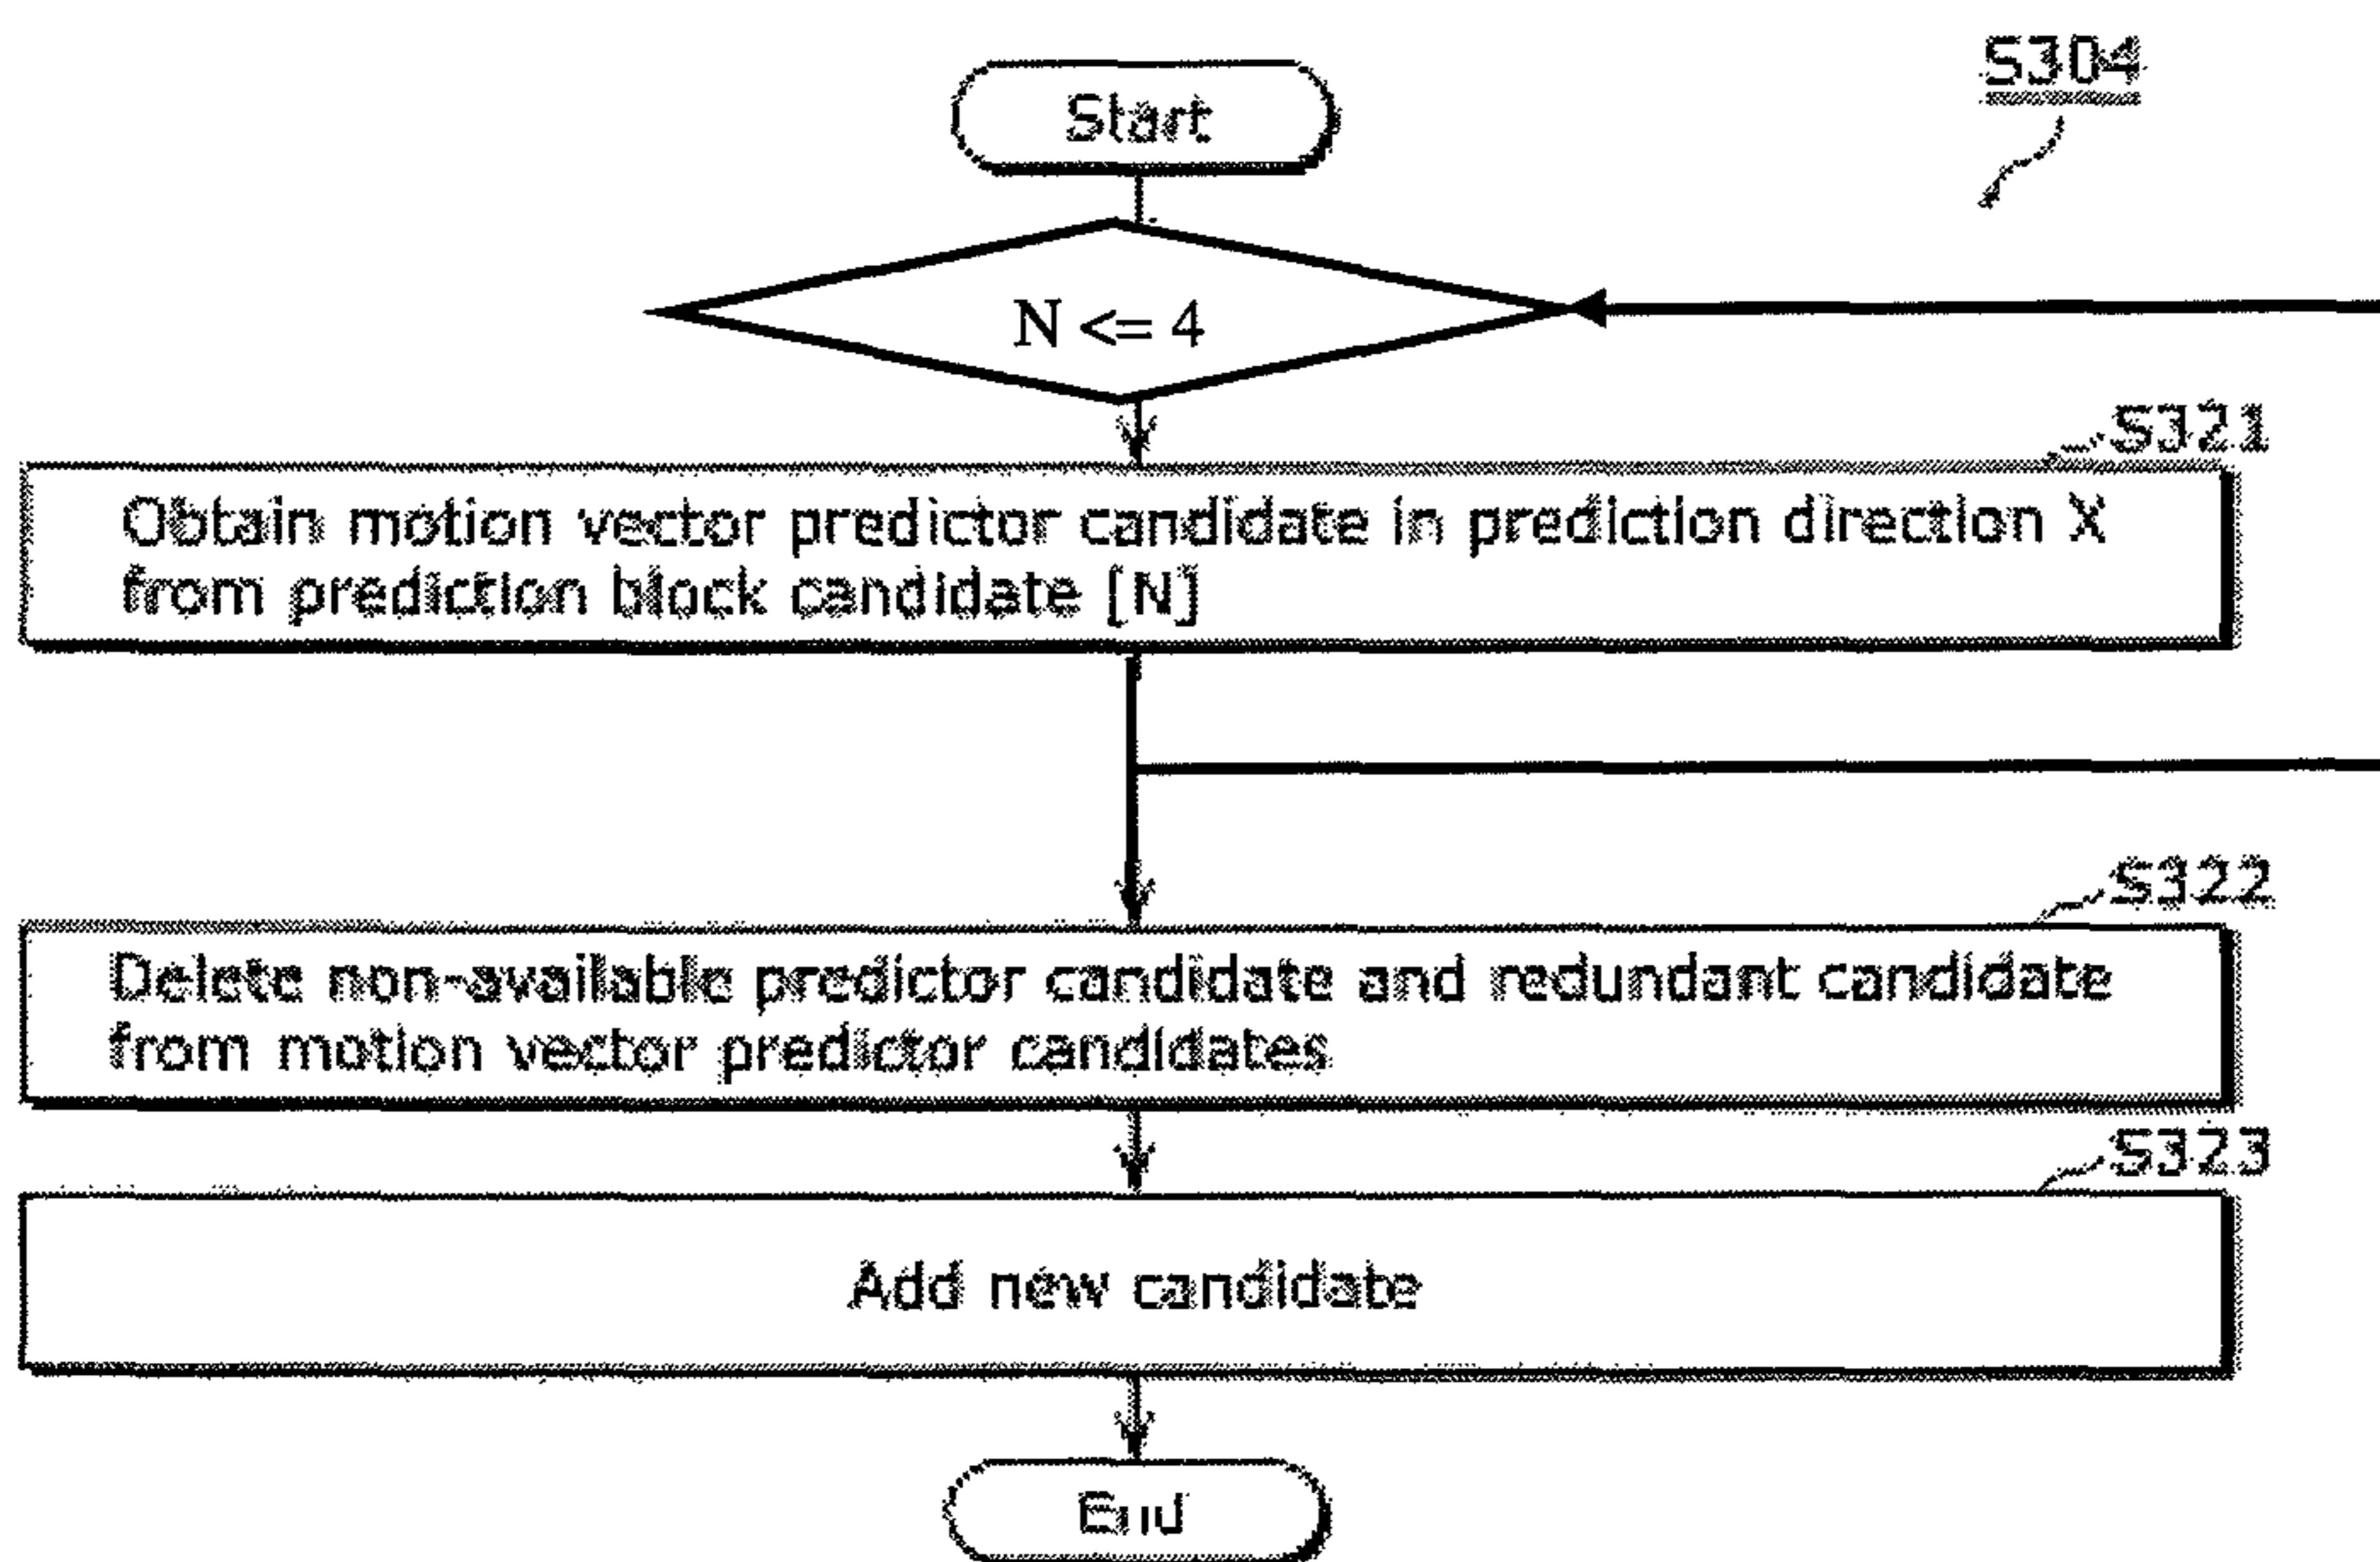 Start
S304
N <= 4
S321
Obtain motion vector predictor candidate in prediction direction X
from prediction block candidate [N]
S322
Delete non-available predictor candidate and redundant candidate
from motion vector predictor candidates
S323
Add new candidate
End